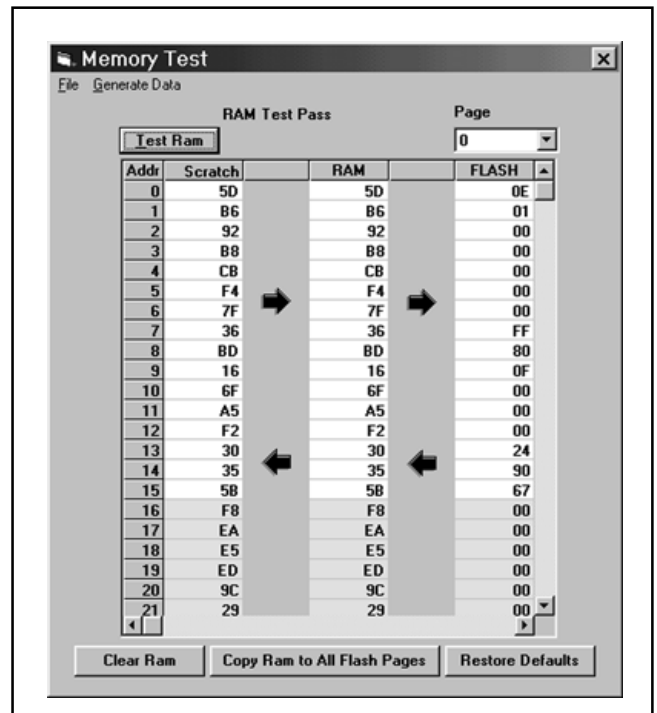 Memory Test
File Generate Data
RAM Test Pass Page
Test Ram 0
Addr Scratch RAM FLASH
0 5D 5D 0E
1 B6 B6 01
2 92 92 00
3 B8 B8 00
4 CB CB 00
5 F4 F4 00
6 7F 7F 00
7 36 36 FF
8 BD BD 80
9 16 16 0F
10 6F 6F 00
11 A5 A5 00
12 F2 F2 00
13 30 30 24
14 35 35 90
15 5B 5B 67
16 F8 F8 00
17 EA EA 00
18 E5 E5 00
19 ED ED 00
20 9C 9C 00
21 29 29 00
Clear Ram Copy Ram to All Flash Pages Restore Defaults